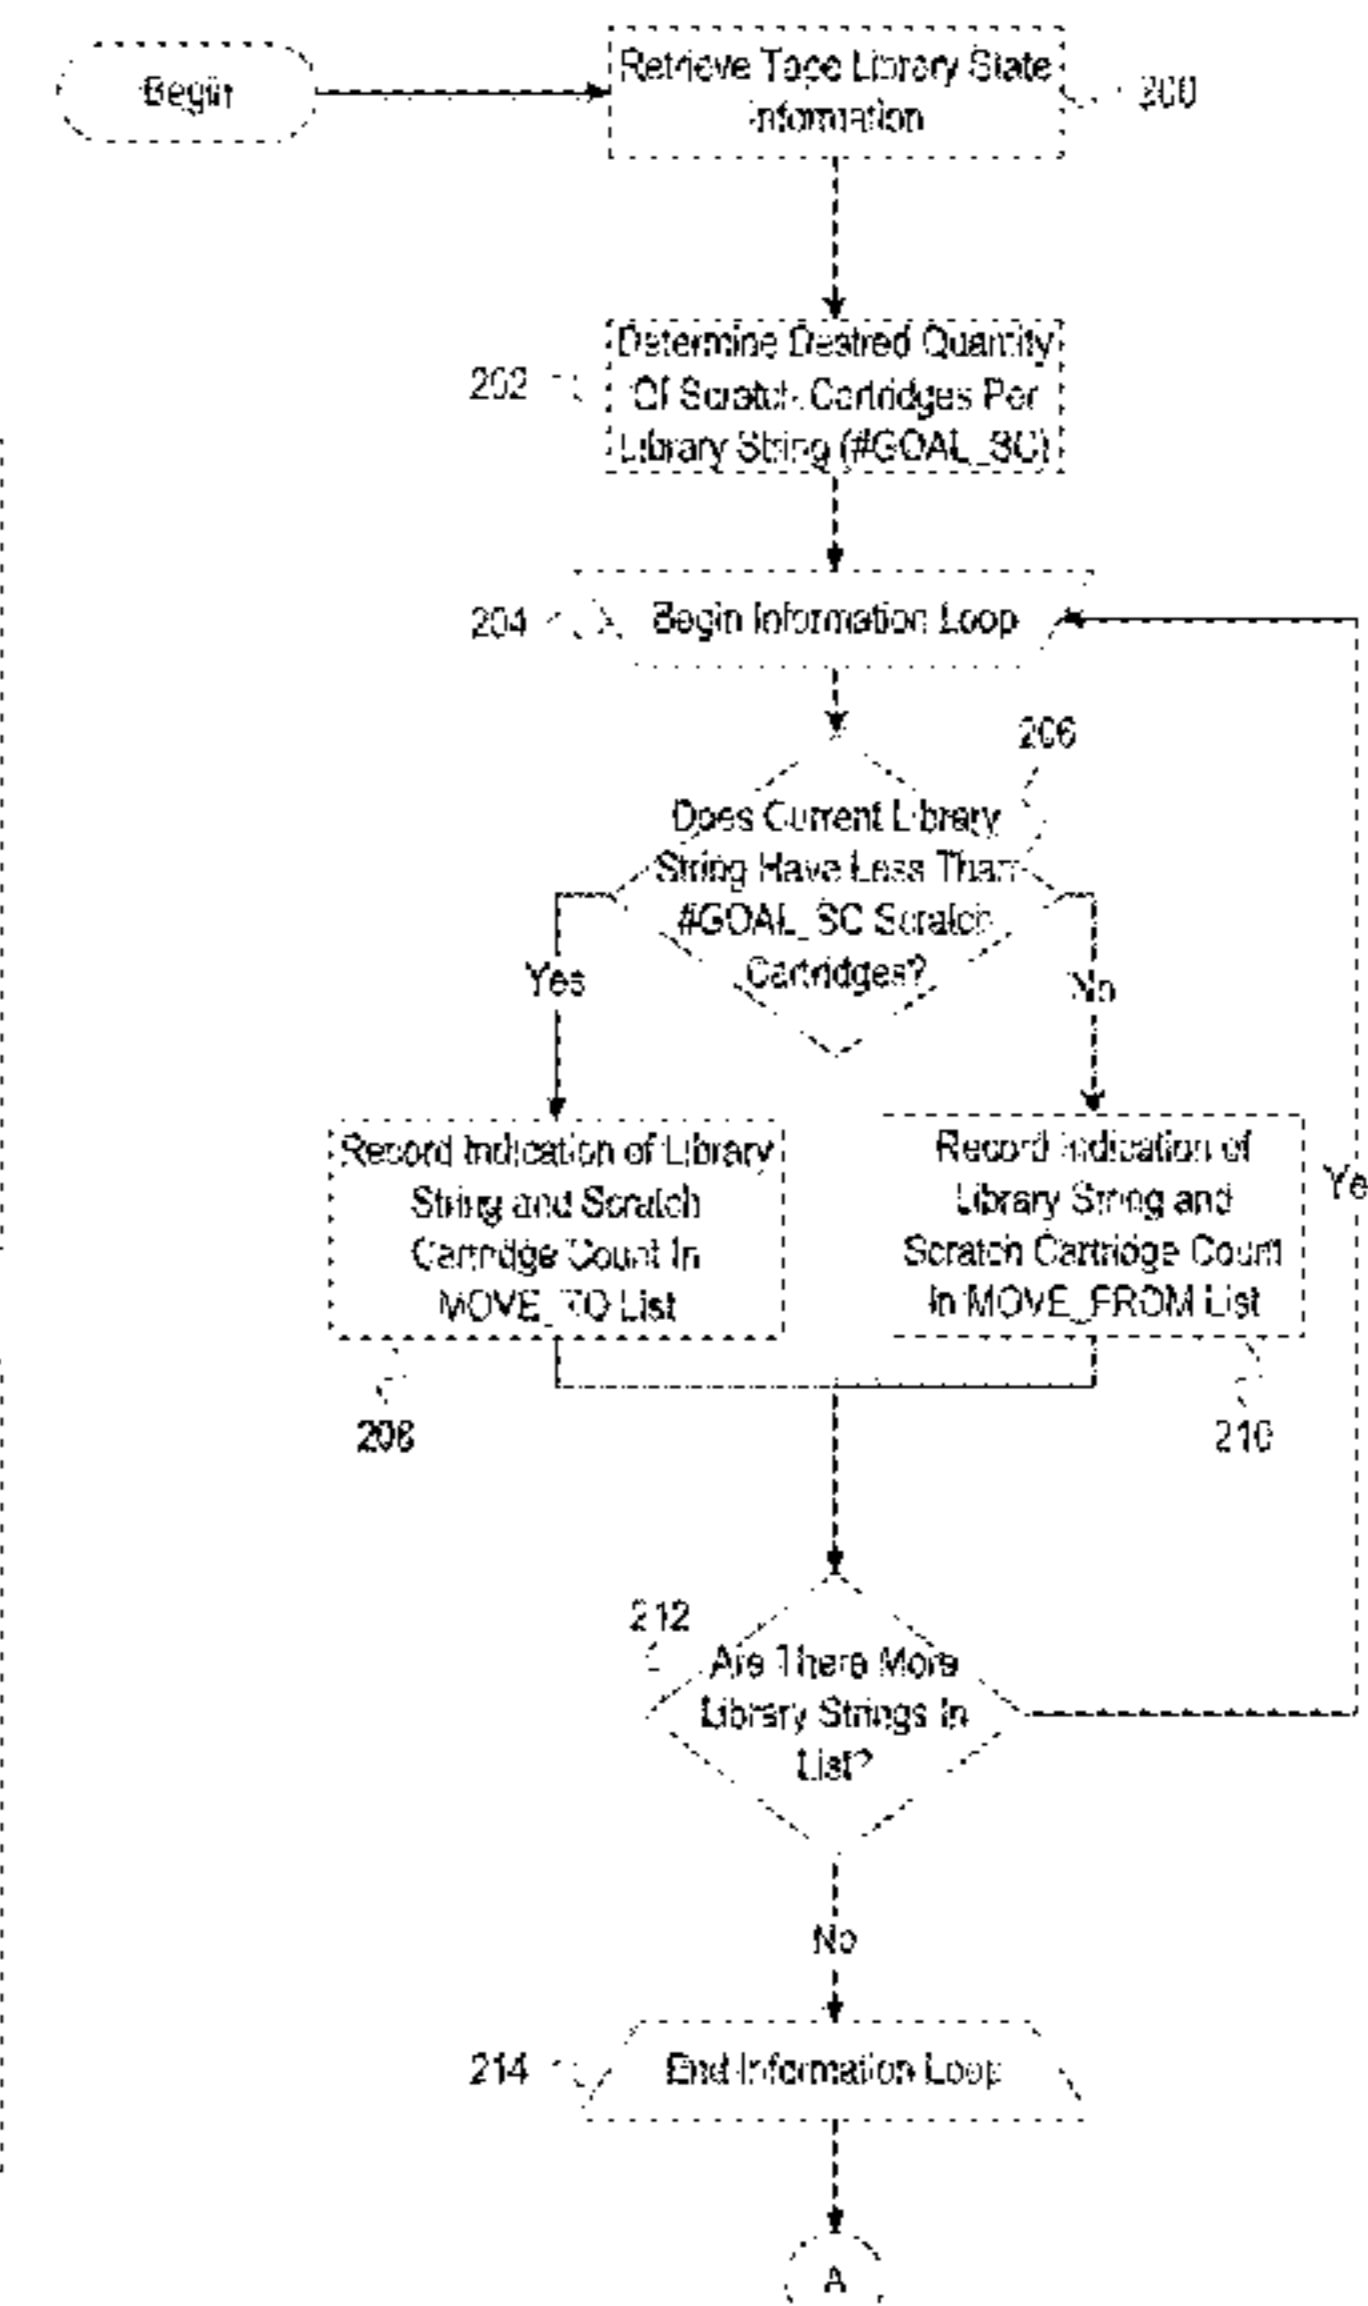 Begin
Retrieve Tape Library State
Information
200
202
Determine Desired Quantity
Of Scratch Cartridges Per
Library String (#GOAL_SC)
204
Begin Information Loop
206
Does Current Library
String Have Less Than
#GOAL_SC Scratch
Cartridges?
Yes
No
Record Indication of Library
String and Scratch
Cartridge Count In
MOVE_TO List
Record Indication of
Library String and
Scratch Cartridge Count
In MOVE_FROM List
Ye
208
210
212
Are There More
Library Strings In
List?
No
214
End Information Loop
A